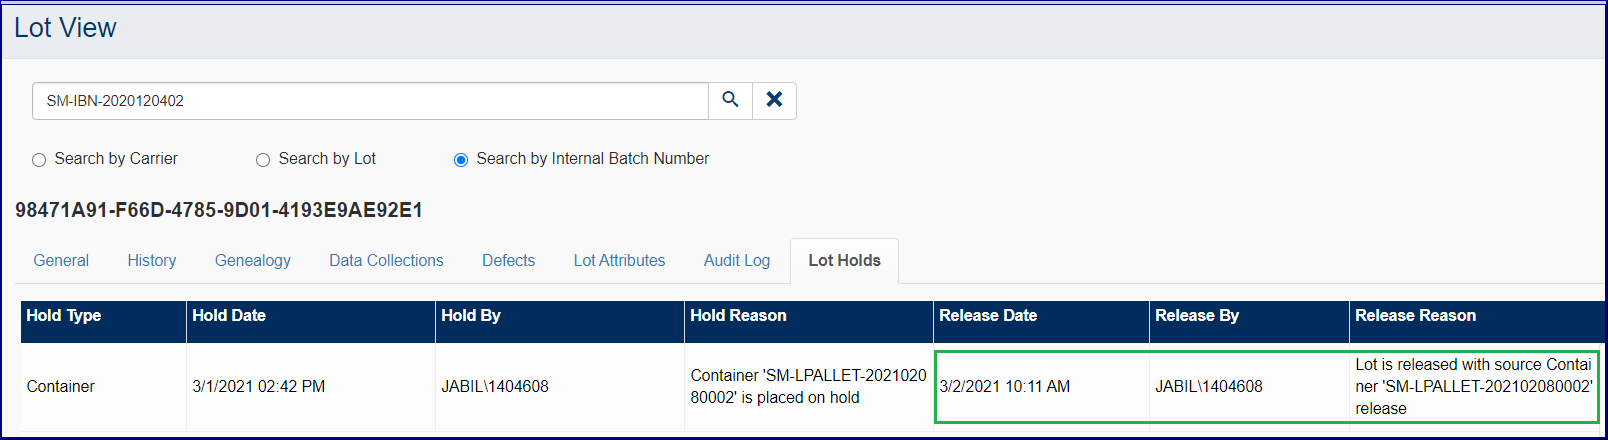 Lot View
SM-IBN-2020120402
Search by Carrier Search by Lot Search by Internal Batch Number
98471A91-F66D-4785-9D01-4193E9AE92E1
General History Genealogy Data Collections Defects Lot Attributes Audit Log Lot Holds
Hold Type Hold Date Hold By Hold Reason Release Date Release By Release Reason
Container 3/1/2021 02:42 PM JABIL\1404608
Container 'SM-LPALLET-2021020
80002' is placed on hold
3/2/2021 10:11 AM JABIL\1404608
Lot is released with source Contai
ner 'SM-LPALLET-202102080002'
release